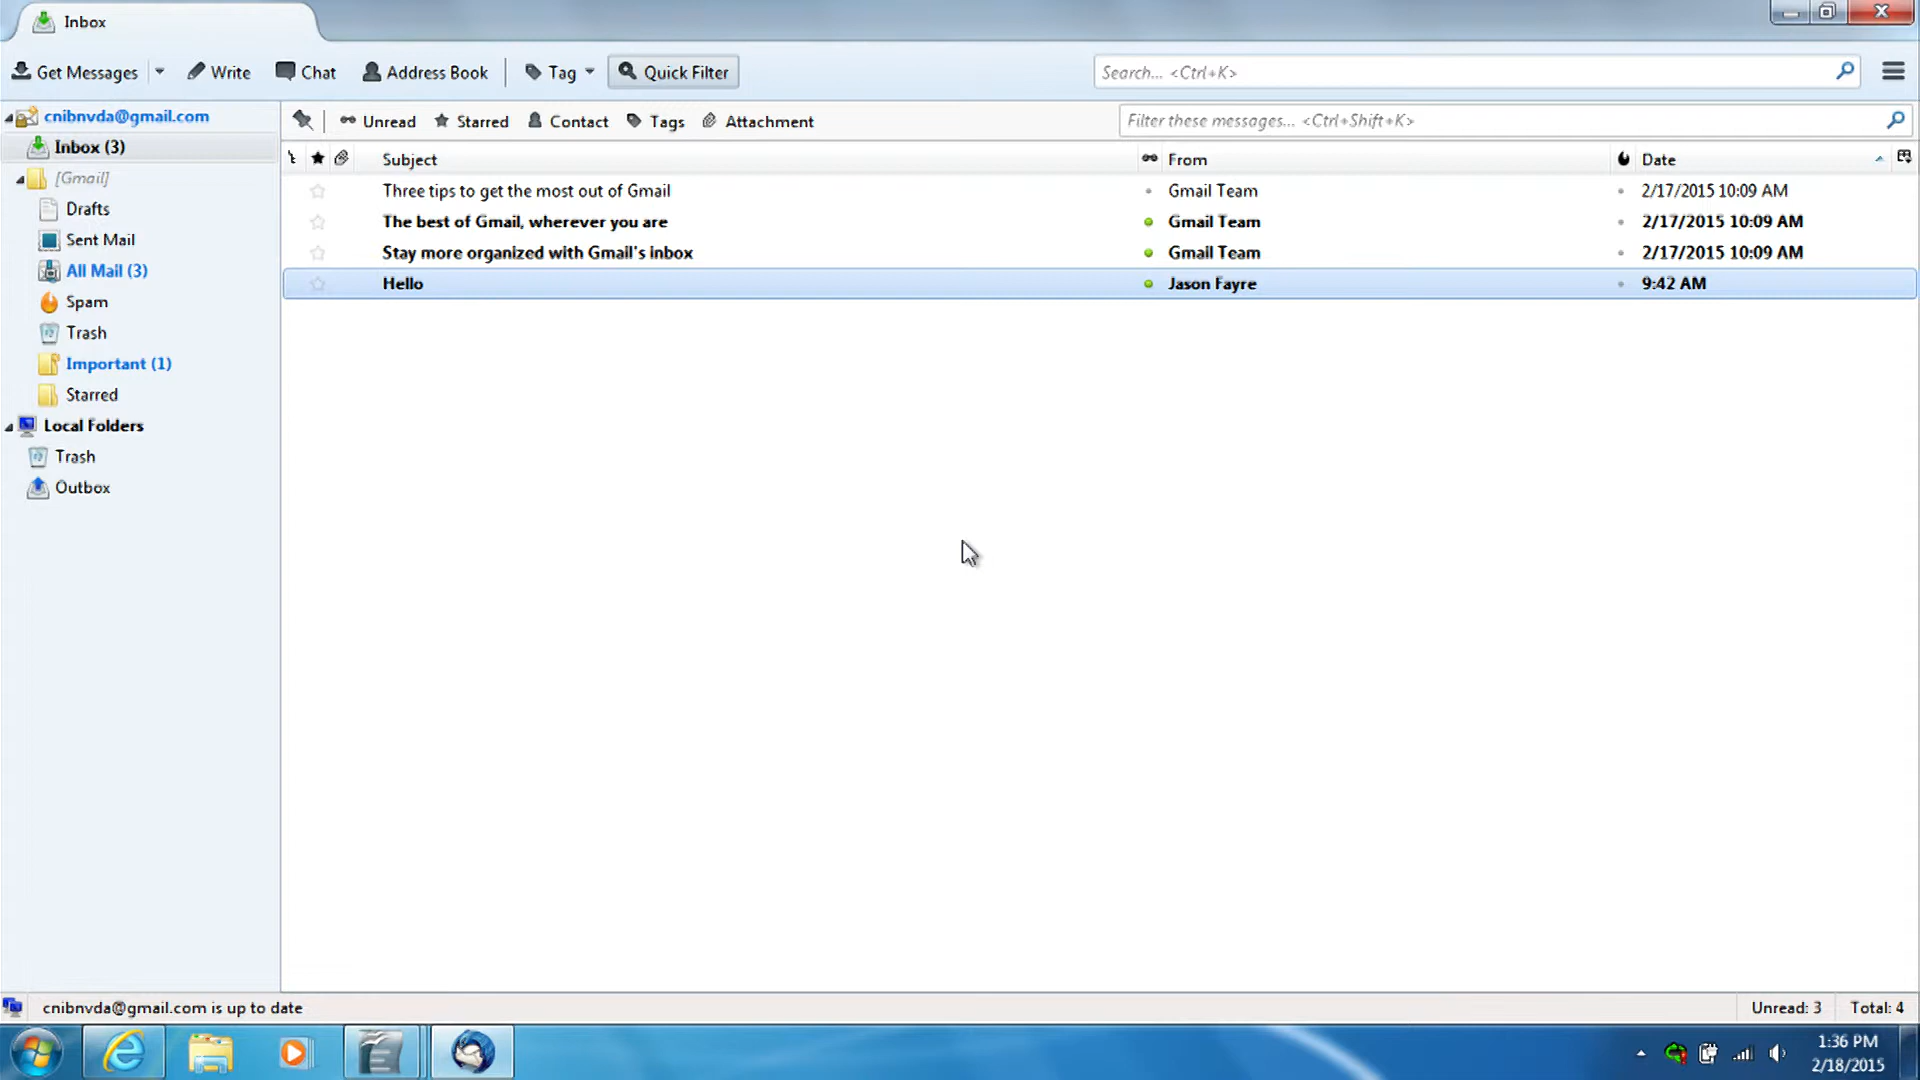 Inbox
Get Messages Write Chat Address Book Tag Quick Filter Search... <Ctrl+K>
cnibnvda@gmail.com
Unread Starred Contact Tags Attachment Filter these messages... <Ctrl+Shift+K>
Inbox (3)
Subject From Date
[Gmail]
Three tips to get the most out of Gmail Gmail Team 2/17/2015 10:09 AM
Drafts
The best of Gmail, wherever you are Gmail Team 2/17/2015 10:09 AM
Sent Mail
Stay more organized with Gmail's inbox Gmail Team 2/17/2015 10:09 AM
All Mail (3)
Hello Jason Fayre 9:42 AM
Spam
Trash
Important (1)
Starred
Local Folders
Trash
Outbox
cnibnvda@gmail.com is up to date Unread: 3 Total: 4
1:36 PM
2/18/2015